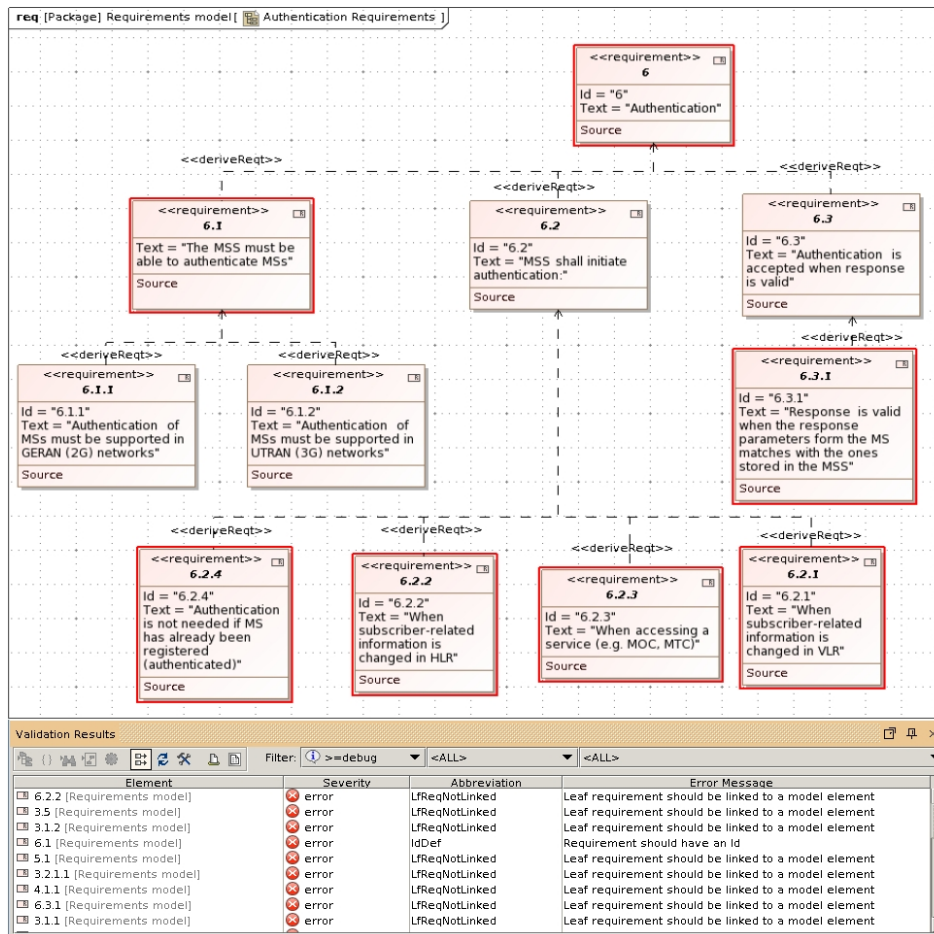 req [Package] Requirements model [ Authentication Requirements ]
<<requirement>>
6
Id = "6"
Text = "Authentication"
Source
<<deriveReqt>>
<<deriveReqt>>
<<deriveReqt>>
<<requirement>>
6.1
Text = "The MSS must be
able to authenticate MSs"
Source
<<requirement>>
6.2
Id = "6.2"
Text = "MSS shall initiate
authentication:"
Source
<<requirement>>
6.3
Id = "6.3"
Text = "Authentication is
accepted when response
is valid"
Source
<<deriveReqt>>
<<deriveReqt>>
<<deriveReqt>>
<<requirement>>
6.1.1
Id = "6.1.1"
Text = "Authentication of
MSs must be supported in
GERAN (2G) networks"
Source
<<requirement>>
6.1.2
Id = "6.1.2"
Text = "Authentication of
MSs must be supported in
UTRAN (3G) networks"
Source
<<requirement>>
6.3.1
Id = "6.3.1"
Text = "Response is valid
when the response
parameters form the MS
matches with the ones
stored in the MSS"
Source
<<deriveReqt>>
<<deriveReqt>>
<<deriveReqt>>
<<deriveReqt>>
<<requirement>>
6.2.4
Id = "6.2.4"
Text = "Authentication
is not needed if MS
has already been
registered
(authenticated)"
Source
<<requirement>>
6.2.2
Id = "6.2.2"
Text = "When
subscriber-related
information is
changed in HLR"
Source
<<requirement>>
6.2.3
Id = "6.2.3"
Text = "When accessing a
service (e.g. MOC, MTC)"
Source
<<requirement>>
6.2.1
Id = "6.2.1"
Text = "When
subscriber-related
information is
changed in VLR"
Source
Validation Results
Filter: >=debug <ALL> <ALL>
Element Severity Abbreviation Error Message
6.2.2 [Requirements model] error LfReqNotLinked Leaf requirement should be linked to a model element
3.5 [Requirements model] error LfReqNotLinked Leaf requirement should be linked to a model element
3.1.2 [Requirements model] error LfReqNotLinked Leaf requirement should be linked to a model element
6.1 [Requirements model] error IdDef Requirement should have an Id
5.1 [Requirements model] error LfReqNotLinked Leaf requirement should be linked to a model element
3.2.1.1 [Requirements model] error LfReqNotLinked Leaf requirement should be linked to a model element
4.1.1 [Requirements model] error LfReqNotLinked Leaf requirement should be linked to a model element
6.3.1 [Requirements model] error LfReqNotLinked Leaf requirement should be linked to a model element
3.1.1 [Requirements model] error LfReqNotLinked Leaf requirement should be linked to a model element